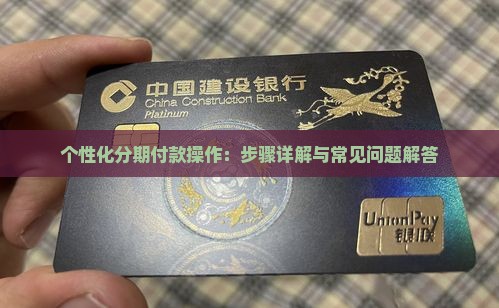 中国建设银行
China Construction Bank
Platinum
个性化分期付款操作：步骤详解与常见问题解答
UnionPay
银联